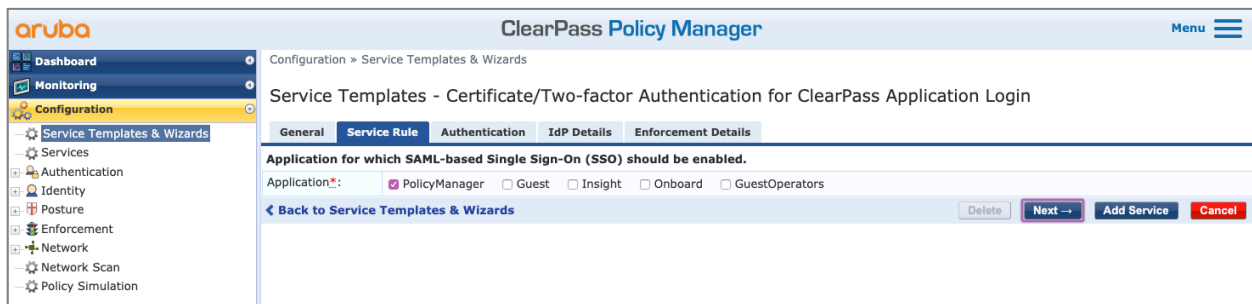 aruba
ClearPass Policy Manager
Menu
Dashboard
Monitoring
Configuration
Service Templates & Wizards
Services
Authentication
Identity
Posture
Enforcement
Network
Network Scan
Policy Simulation
Configuration » Service Templates & Wizards
Service Templates - Certificate/Two-factor Authentication for ClearPass Application Login
General Service Rule Authentication IdP Details Enforcement Details
Application for which SAML-based Single Sign-On (SSO) should be enabled.
Application*: PolicyManager Guest Insight Onboard GuestOperators
Back to Service Templates & Wizards Delete Next → Add Service Cancel